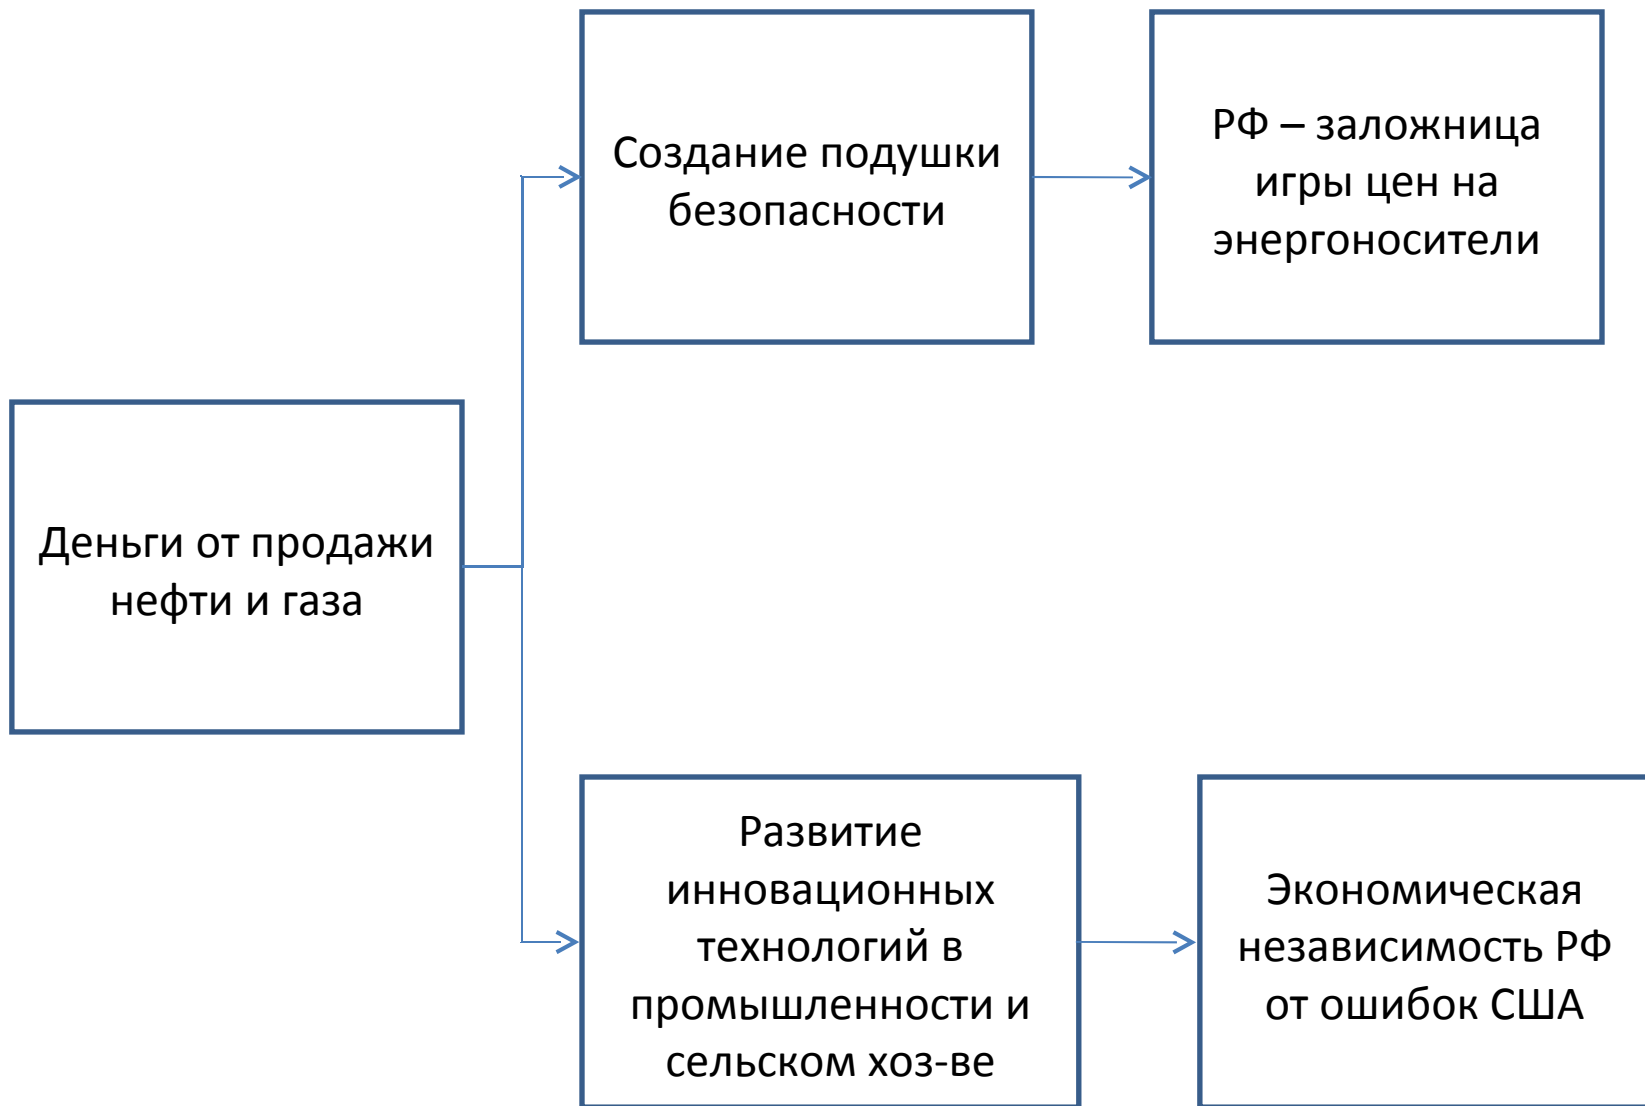 Создание подушки
безопасности
РФ – заложница
игры цен на
энергоносители
Деньги от продажи
нефти и газа
Развитие
инновационных
технологий в
промышленности и
сельском хоз-ве
Экономическая
независимость РФ
от ошибок США